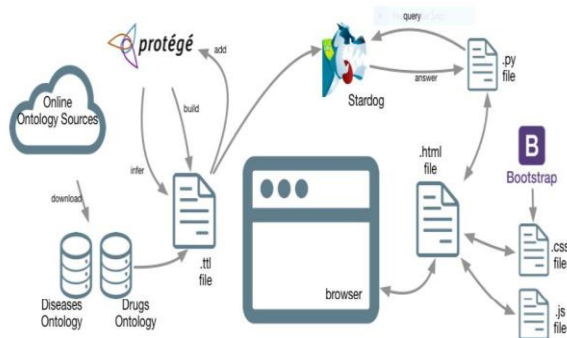 query
protégé
add
Online
Ontology Sources
build
answer
.py
file
Stardog
infer
.html
file
B
Bootstrap
download
.ttl
file
.css
file
browser
Diseases
Ontology
Drugs
Ontology
.js
file